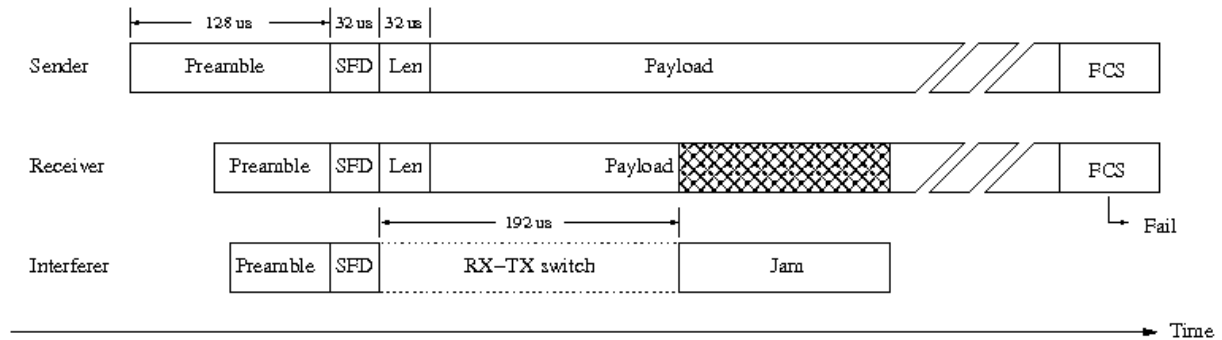 128 us 32 us 32 us
Sender Preamble SFD Len Payload FCS
Receiver Preamble SFD Len Payload FCS
192 us
Fail
Interferer Preamble SFD RX-TX switch Jam
Time